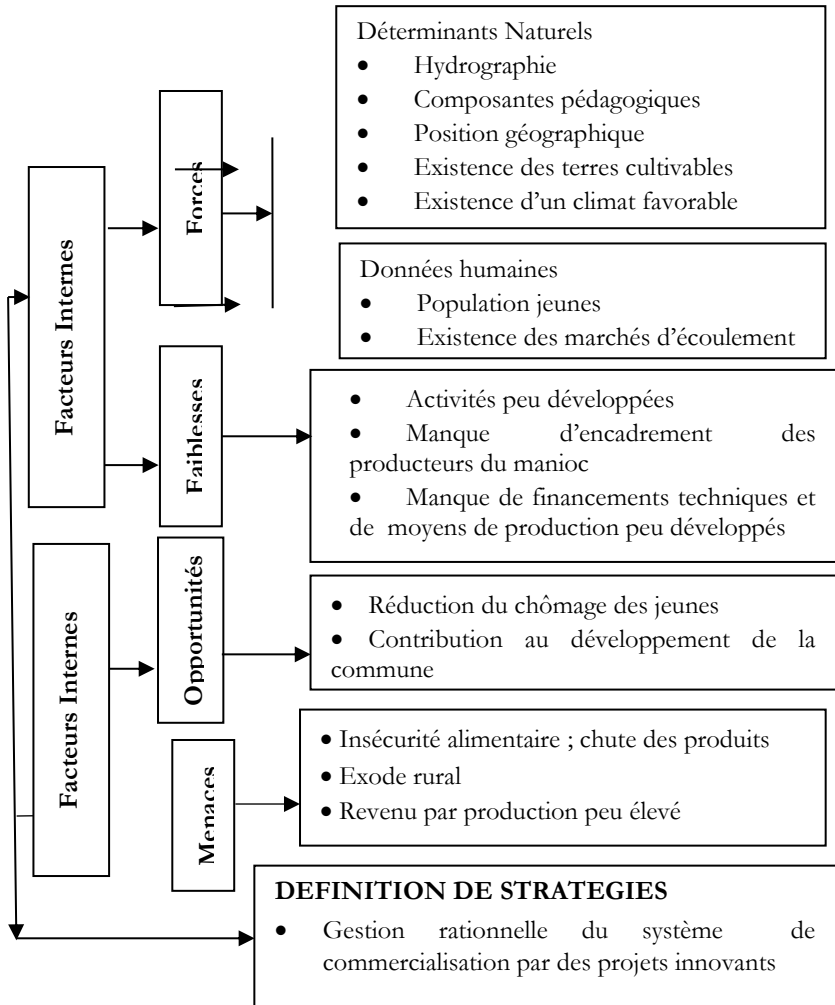 Facteurs Internes
Forces
Déterminants Naturels
• Hydrographie
• Composantes pédagogiques
• Position géographique
• Existence des terres cultivables
• Existence d'un climat favorable
Données humaines
• Population jeunes
• Existence des marchés d'écoulement
Faiblesses
• Activités peu développées
• Manque d'encadrement des
producteurs du manioc
• Manque de financements techniques et
de moyens de production peu développés
Facteurs Internes
Opportunités
• Réduction du chômage des jeunes
• Contribution au développement de la
commune
Menaces
• Insécurité alimentaire ; chute des produits
• Exode rural
• Revenu par production peu élevé
DEFINITION DE STRATEGIES
• Gestion rationnelle du système de
commercialisation par des projets innovants